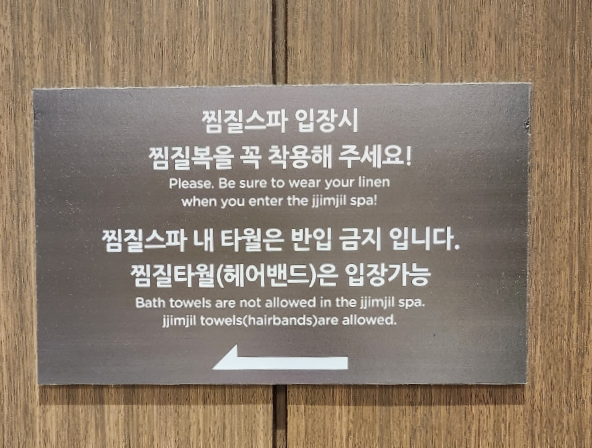 찜질스파 입장시
찜질복을 꼭 착용해 주세요!
Please. Be sure to wear your linen
when you enter the jjimjil spa!
찜질스파 내 타월은 반입 금지 입니다.
찜질타월(헤어밴드)은 입장가능
Bath towels are not allowed in the jjimjil spa.
jjimjil towels(hairbands)are allowed.